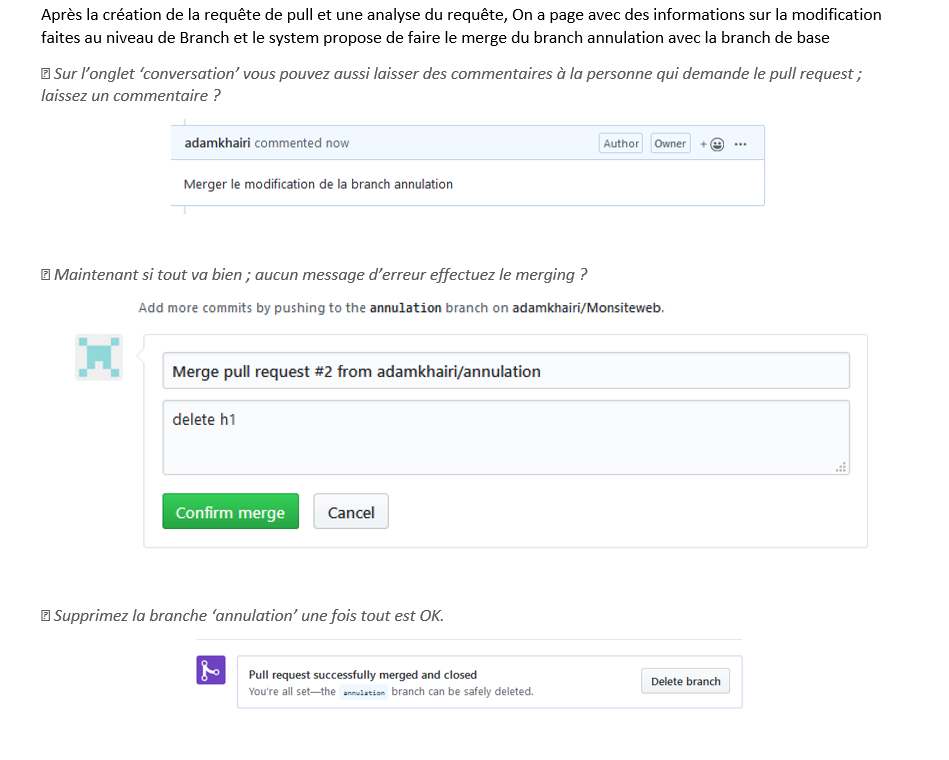 Après la création de la requête de pull et une analyse du requête, On a page avec des informations sur la modification
faites au niveau de Branch et le system propose de faire le merge du branch annulation avec la branch de base
Sur l’onglet ‘conversation’ vous pouvez aussi laisser des commentaires à la personne qui demande le pull request ;
laissez un commentaire ?
adamkhairi commented now Author Owner
Merger le modification de la branch annulation
Maintenant si tout va bien ; aucun message d’erreur effectuez le merging ?
Add more commits by pushing to the annulation branch on adamkhairi/Monsiteweb.
Merge pull request #2 from adamkhairi/annulation
delete h1
Confirm merge Cancel
Supprimez la branche ‘annulation’ une fois tout est OK.
Pull request successfully merged and closed
You're all set—the annulation branch can be safely deleted.
Delete branch